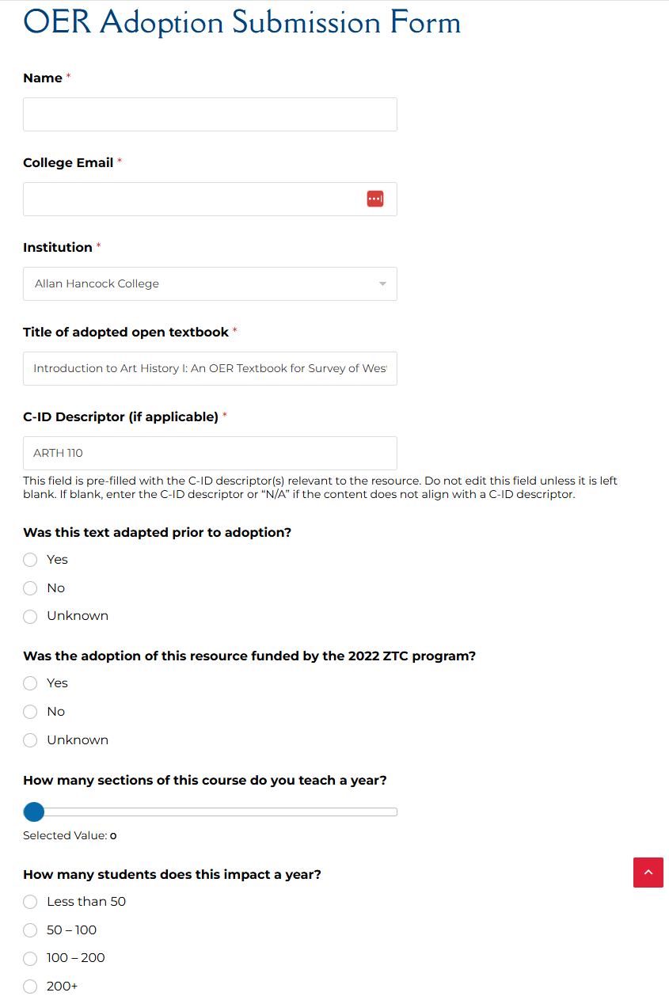 OER Adoption Submission Form
Name *
College Email *
Institution *
Allan Hancock College
Title of adopted open textbook *
Introduction to Art History I: An OER Textbook for Survey of Wes
C-ID Descriptor (if applicable) *
ARTH 110
This field is pre-filled with the C-ID descriptor(s) relevant to the resource. Do not edit this field unless it is left
blank. If blank, enter the C-ID descriptor or “N/A” if the content does not align with a C-ID descriptor.
Was this text adapted prior to adoption?
Yes
No
Unknown
Was the adoption of this resource funded by the 2022 ZTC program?
Yes
No
Unknown
How many sections of this course do you teach a year?
Selected Value: 0
How many students does this impact a year?
Less than 50
50 – 100
100 – 200
200+